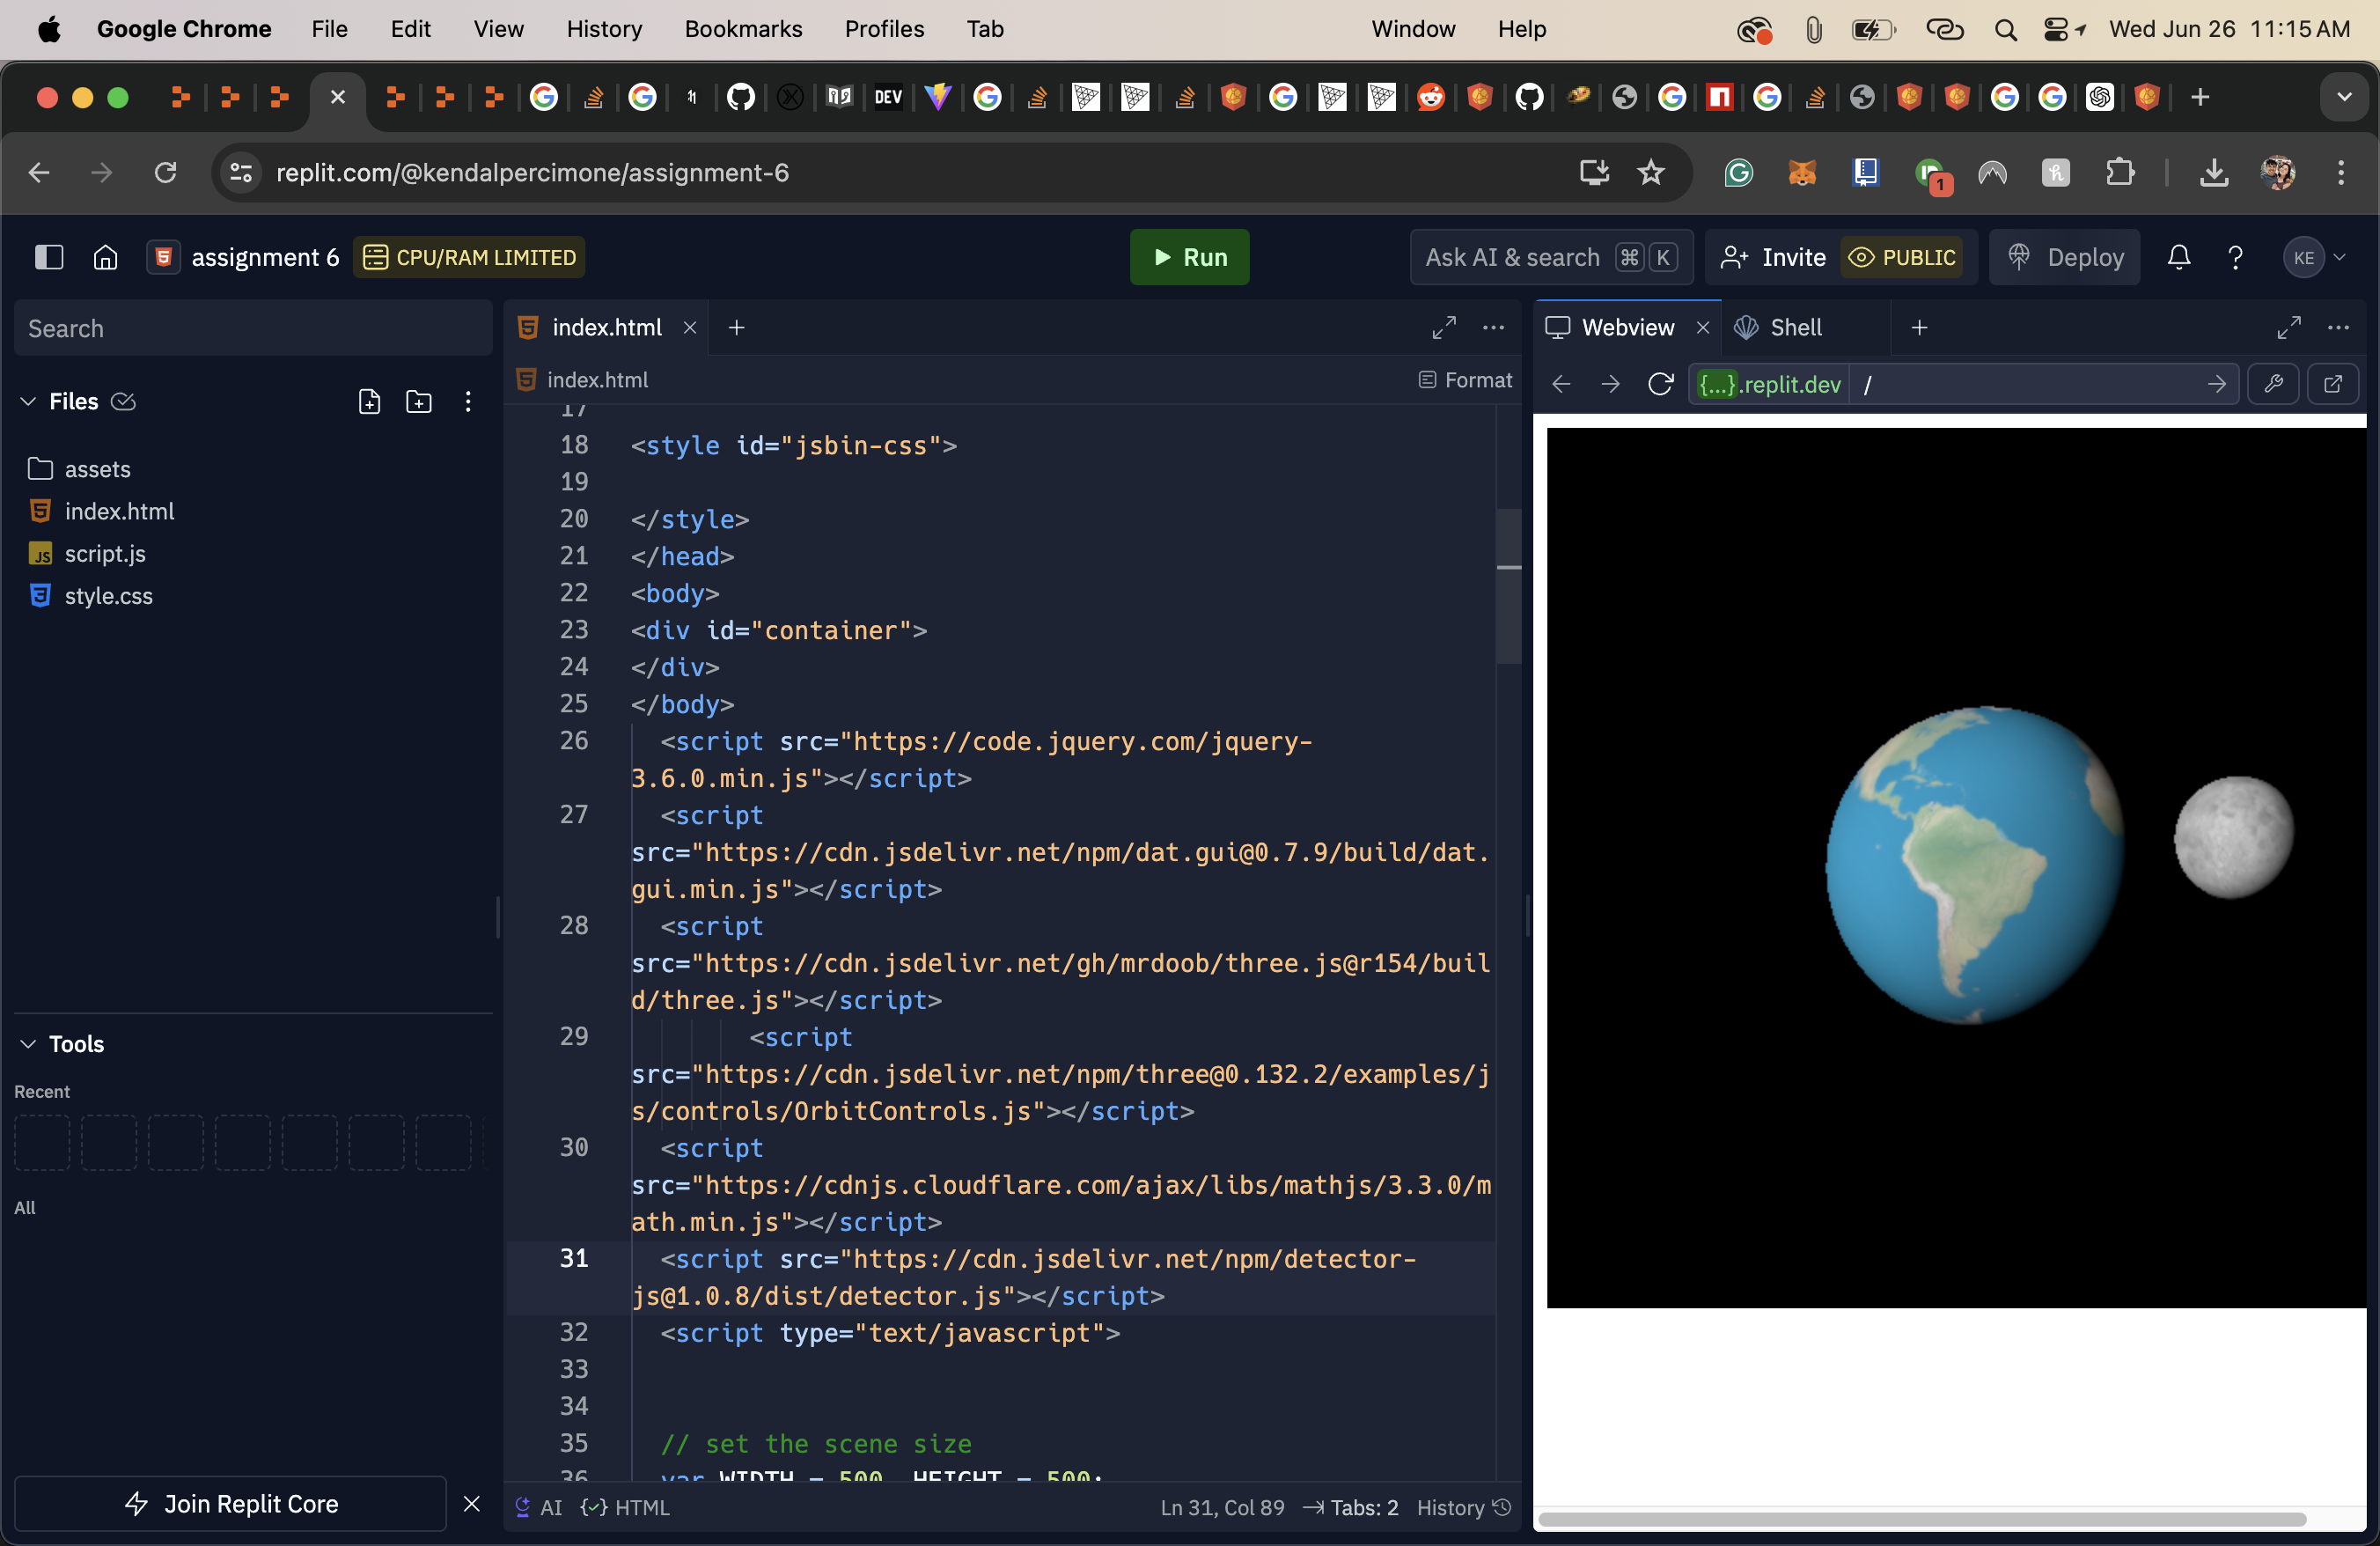 Google Chrome File Edit View History Bookmarks Profiles Tab Window Help Wed Jun 26 11:15 AM
DEV
replit.com/@kendalpercimone/assignment-6
1
assignment 6 CPU/RAM LIMITED Run Ask AI & search ⌘ K Invite PUBLIC Deploy ? KE
Search
Files
assets
index.html
JS script.js
style.css
Tools
Recent
All
Join Replit Core
index.html
index.html Format
17
18 <style id="jsbin-css">
19
20 </style>
21 </head>
22 <body>
23 <div id="container">
24 </div>
25 </body>
26 <script src="https://code.jquery.com/jquery-
3.6.0.min.js"></script>
27 <script
src="https://cdn.jsdelivr.net/npm/dat.gui@0.7.9/build/dat.
gui.min.js"></script>
28 <script
src="https://cdn.jsdelivr.net/gh/mrdoob/three.js@r154/buil
d/three.js"></script>
29 <script
src="https://cdn.jsdelivr.net/npm/three@0.132.2/examples/j
s/controls/OrbitControls.js"></script>
30 <script
src="https://cdnjs.cloudflare.com/ajax/libs/mathjs/3.3.0/m
ath.min.js"></script>
31 <script src="https://cdn.jsdelivr.net/npm/detector-
js@1.0.8/dist/detector.js"></script>
32 <script type="text/javascript">
33
34
35 // set the scene size
36 var WIDTH = 500, HEIGHT = 500;
AI HTML Ln 31, Col 89 Tabs: 2 History
Webview Shell
{...}.replit.dev /